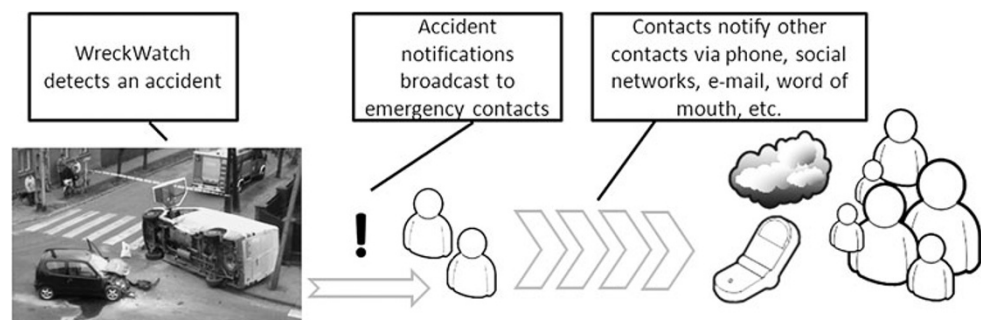 WreckWatch
detects an accident
Accident
notifications
broadcast to
emergency contacts
Contacts notify other
contacts via phone, social
networks, e-mail, word of
mouth, etc.
!